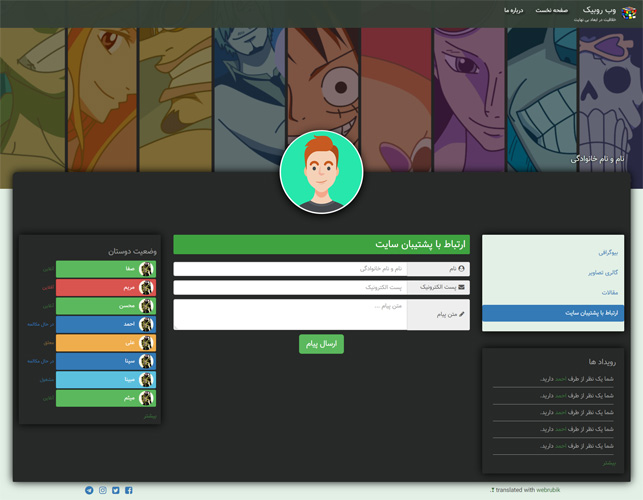 وب روبیک
خلاقیت در ابعاد بی نهایت
صفحه نخست
درباره ما
نام و نام خانوادگی
بیوگرافی
گالری تصاویر
مقالات
ارتباط با پشتیبان سایت
رویداد ها
شما یک نظر از طرف احمد دارید.
شما یک نظر از طرف احمد دارید.
شما یک نظر از طرف احمد دارید.
شما یک نظر از طرف احمد دارید.
شما یک نظر از طرف احمد دارید.
بیشتر
ارتباط با پشتیبان سایت
نام
نام و نام خانوادگی
پست الکترونیک
پست الکترونیک
متن پیام
متن پیام ...
ارسال پیام
وضعیت دوستان
صفا
آنلاین
مریم
آفلاین
محسن
آنلاین
احمد
در حال مکالمه
علی
سینا
در حال مکالمه
مینا
مشغول
میثم
آنلاین
بیشتر
translated with webrubik